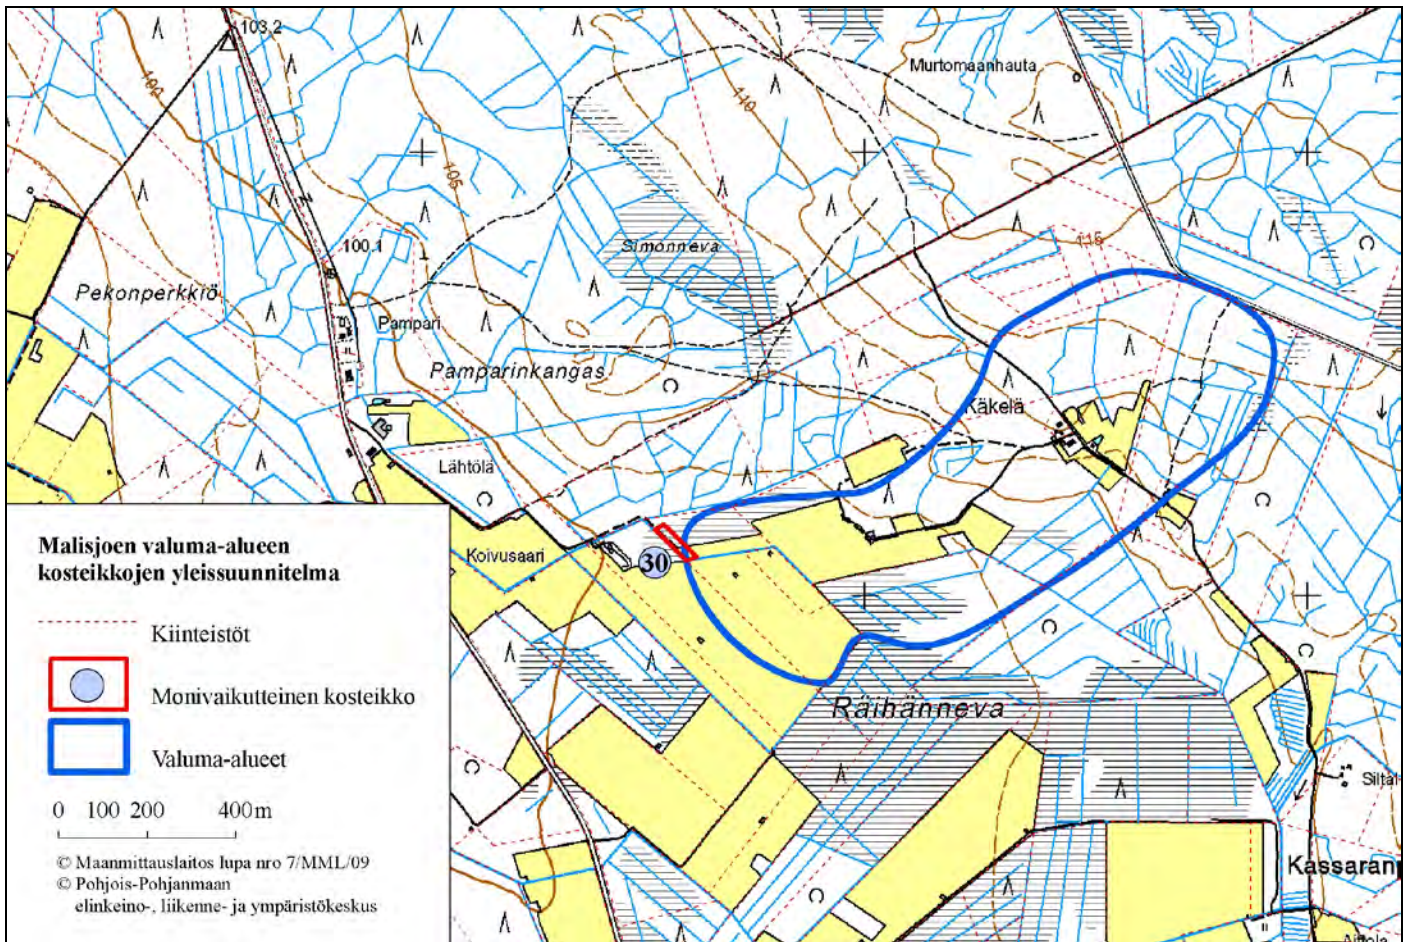 103.2
Murtomaanhauta
100
110
105
100.1
Simonneva
115
Pekonperkkiö
Pampari
Pamparinkangas
Käkelä
Lähtölä
Koivusaari
30
Räihänneva
Siltal
Kassaranp
Malisjoen valuma-alueen
kosteikkojen yleissuunnitelma
Kiinteistöt
Monivaikutteinen kosteikko
Valuma-alueet
0 100 200 400 m
© Maanmittauslaitos lupa nro 7/MML/09
© Pohjois-Pohjanmaan
elinkeino-, liikenne- ja ympäristökeskus